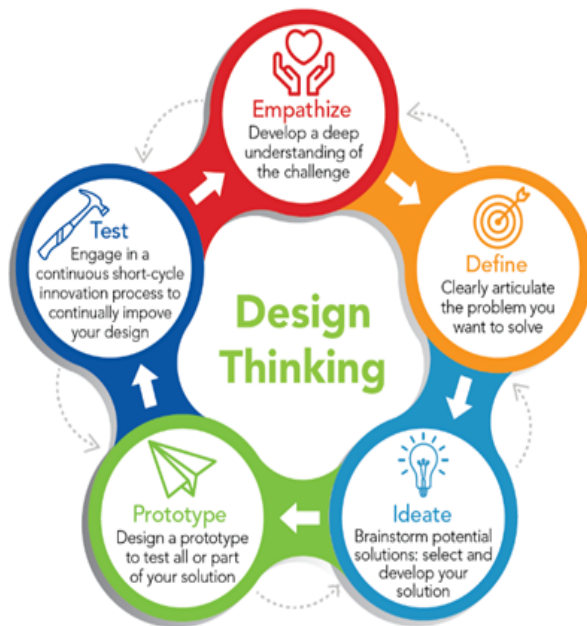 Empathize
Develop a deep
understanding of
the challenge
Define
Clearly articulate
the problem you
want to solve
Ideate
Brainstorm potential
solutions: select and
develop your
solution
Prototype
Design a prototype
to test all or part
of your solution
Test
Engage in a
continuous short-cycle
innovation process to
continually impove
your design
Design
Thinking